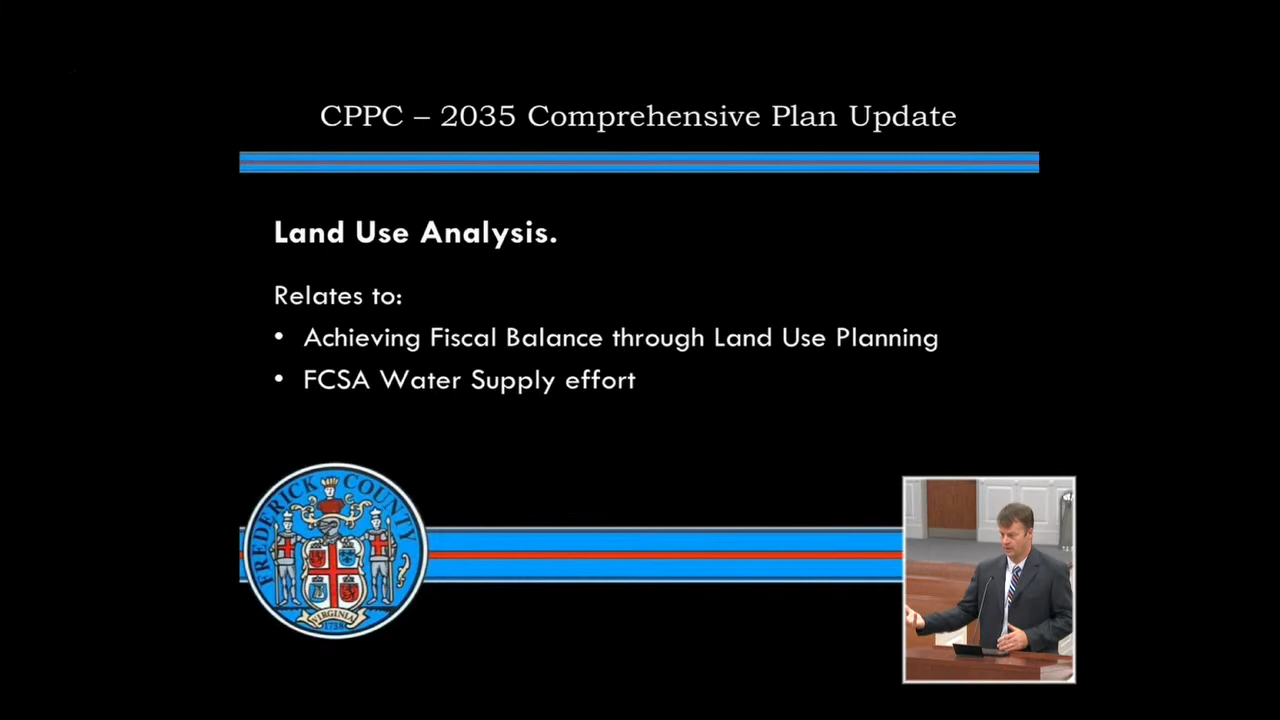 CPPC – 2035 Comprehensive Plan Update
Land Use Analysis.
Relates to:
• Achieving Fiscal Balance through Land Use Planning
• FCSA Water Supply effort
FREDERICK COUNTY
VIRGINIA
1738